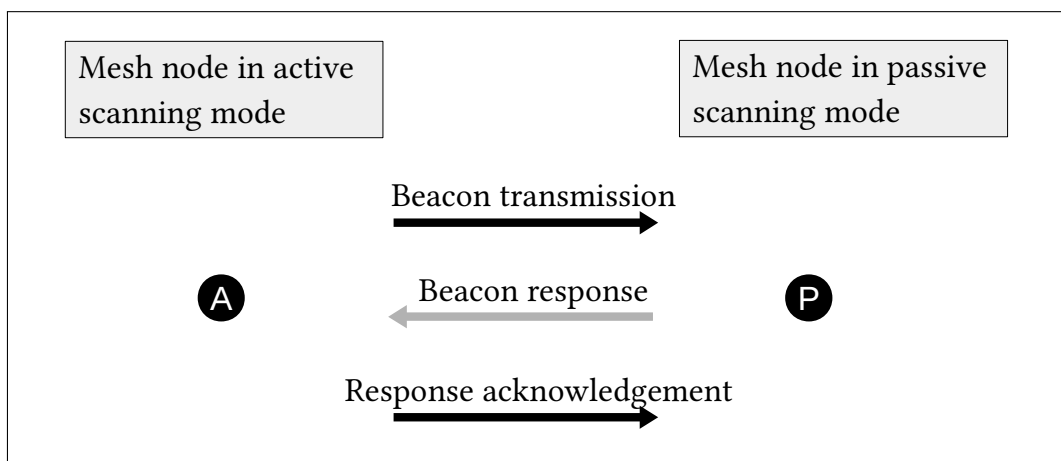 Mesh node in active
scanning mode
Mesh node in passive
scanning mode
Beacon transmission
A
Beacon response
P
Response acknowledgement